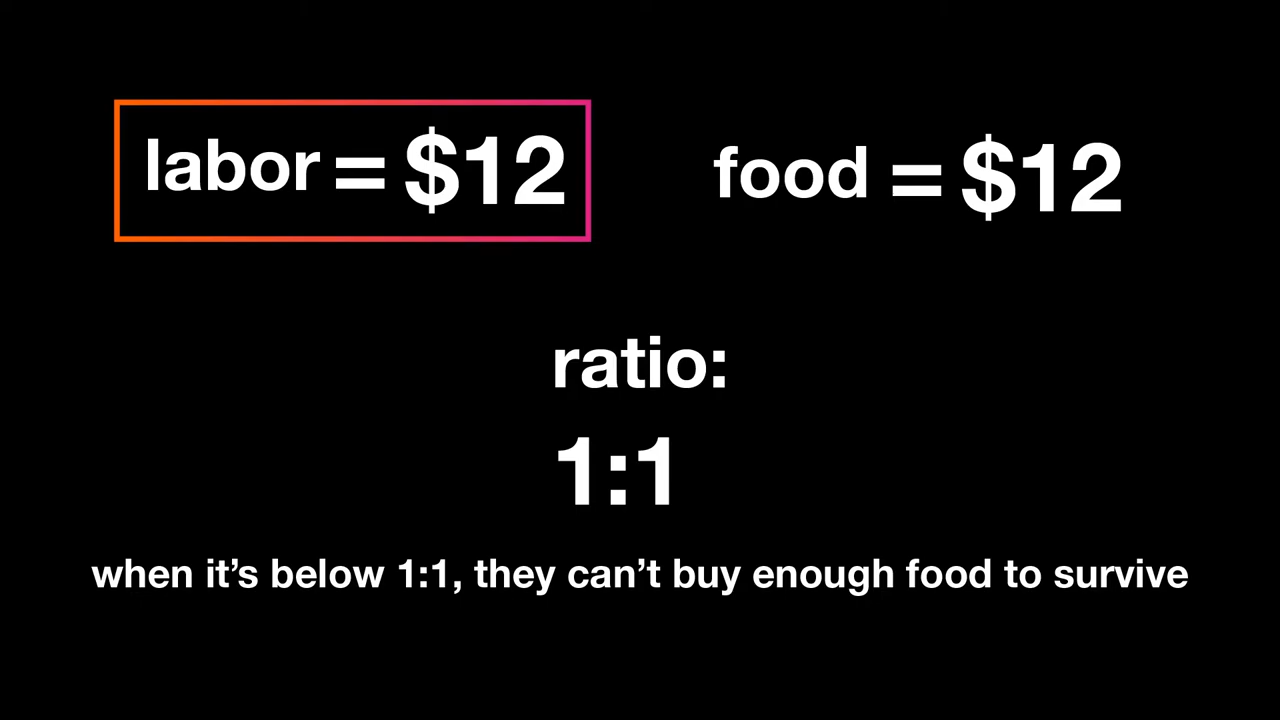 labor = $12
food = $12
ratio:
1:1
when it’s below 1:1, they can’t buy enough food to survive